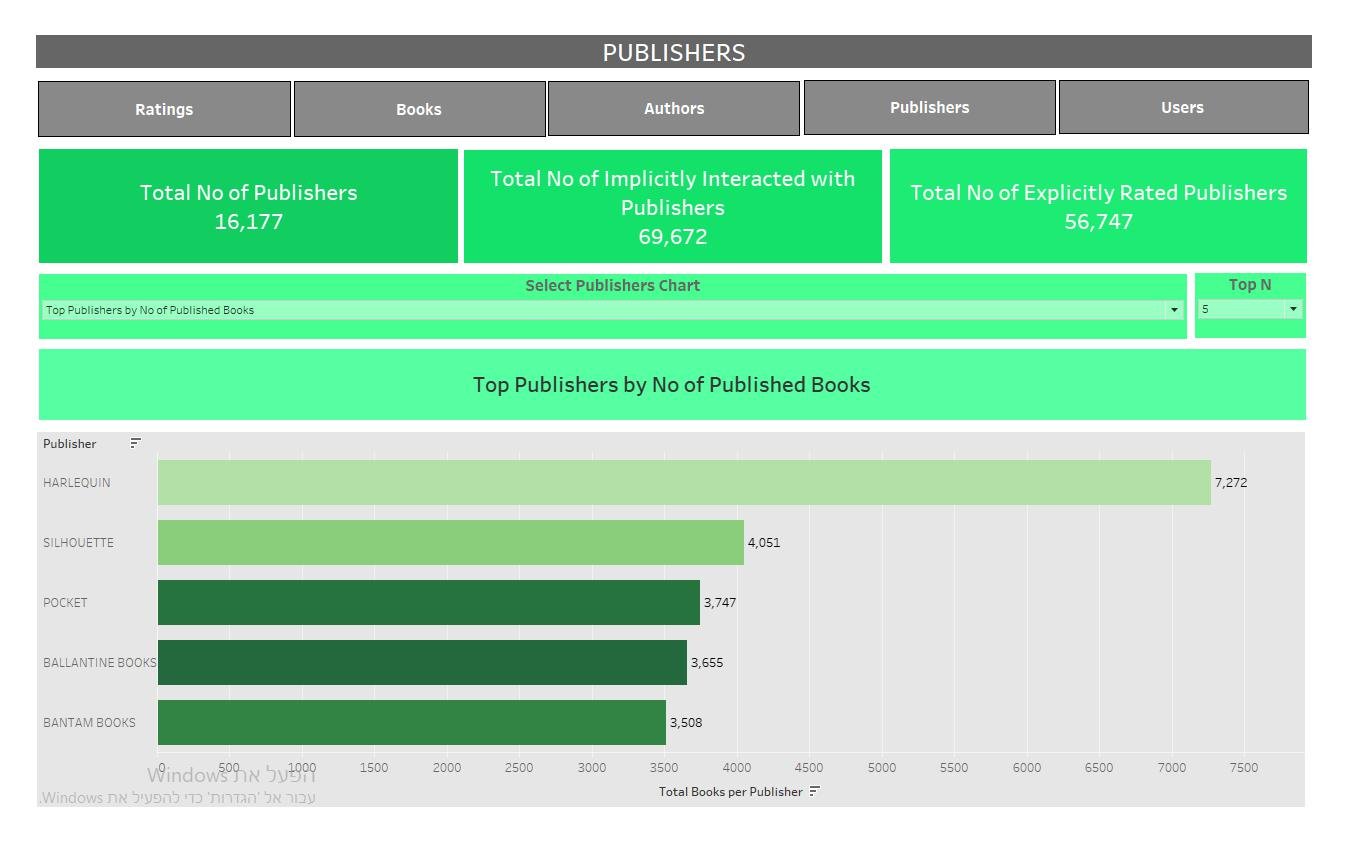 PUBLISHERS
Ratings
Books
Authors
Publishers
Users
Total No of Publishers
16,177
Total No of Implicitly Interacted with
Publishers
69,672
Total No of Explicitly Rated Publishers
56,747
Select Publishers Chart
Top Publishers by No of Published Books
Top N
5
Top Publishers by No of Published Books
Publisher
HARLEQUIN
7,272
SILHOUETTE
4,051
POCKET
3,747
BALLANTINE BOOKS
3,655
BANTAM BOOKS
3,508
0 500 1000 1500 2000 2500 3000 3500 4000 4500 5000 5500 6000 6500 7000 7500
Total Books per Publisher
הפעל את Windows
עבור אל 'הגדרות' כדי להפעיל את Windows.